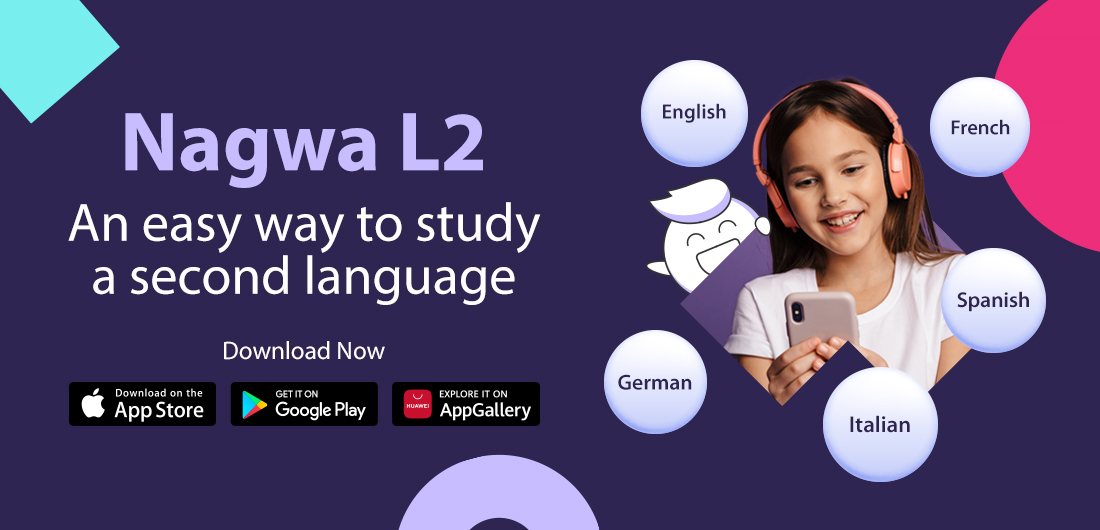 Nagwa L2
An easy way to study
a second language
Download Now
Download on the
App Store
GET IT ON
Google Play
HUAWEI
EXPLORE IT ON
AppGallery
English
French
Spanish
German
Italian